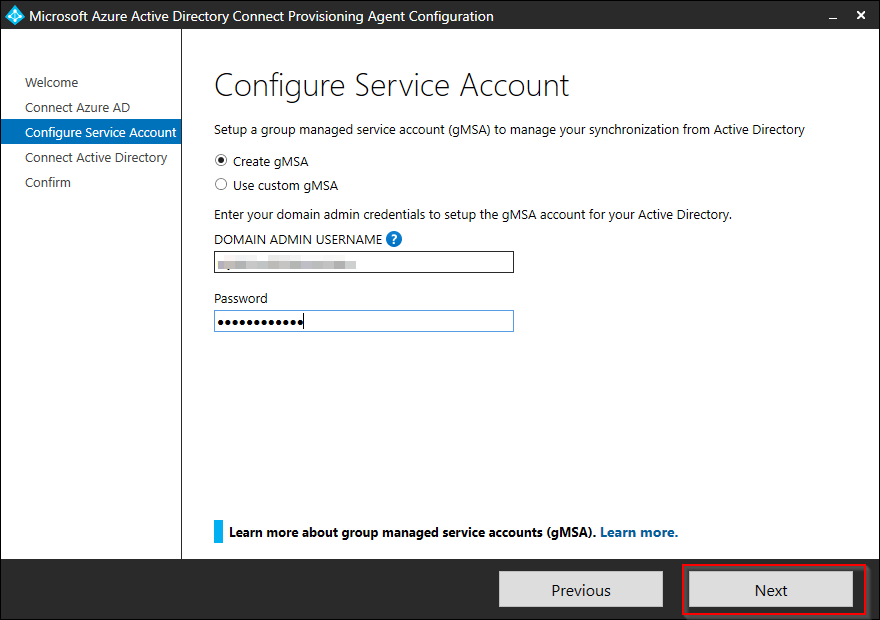 Microsoft Azure Active Directory Connect Provisioning Agent Configuration
Welcome
Connect Azure AD
Configure Service Account
Connect Active Directory
Confirm
Configure Service Account
Setup a group managed service account (gMSA) to manage your synchronization from Active Directory
Create gMSA
Use custom gMSA
Enter your domain admin credentials to setup the gMSA account for your Active Directory.
DOMAIN ADMIN USERNAME ?
Password
••••••••••••
Learn more about group managed service accounts (gMSA). Learn more.
Previous
Next